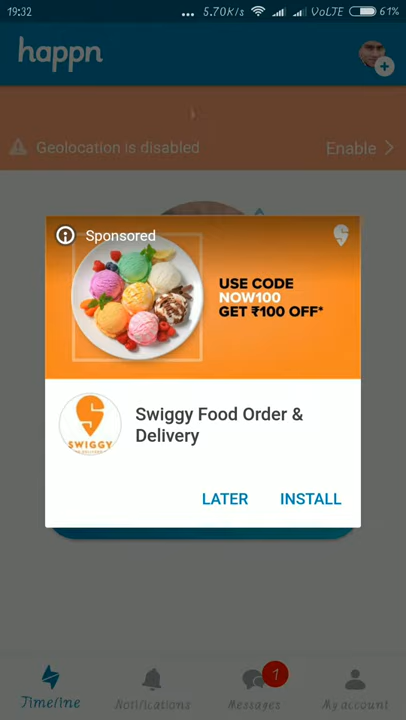 19:32
... 5.70K/s VoLTE 61%
happn
Geolocation is disabled Enable
Sponsored
USE CODE
NOW100
GET ₹100 OFF*
SWIGGY
Swiggy Food Order &
Delivery
LATER INSTALL
1
Timeline Notifications Messages My account